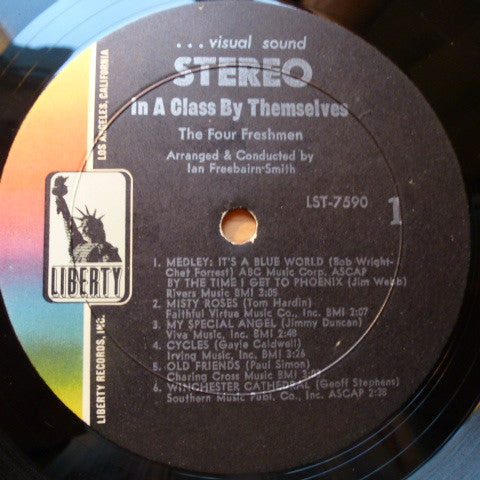 ...visual sound
STEREO
In A Class By Themselves
The Four Freshmen
Arranged & Conducted by
Ian Freebairn-Smith
LST-7590
1
1. MEDLEY: IT'S A BLUE WORLD (Bob Wright-
Chet Forrest) ABC Music Corp. ASCAP
BY THE TIME I GET TO PHOENIX (Jim Webb)
Rivers Music BMI 3:05
2. MISTY ROSES (Tom Hardin)
Faithful Virtue Music Co., Inc. BMI 3:07
3. MY SPECIAL ANGEL (Jimmy Duncan)
Viva Music, Inc. BMI 2:48
4. CYCLES (Gayle Caldwell)
Irving Music, Inc. BMI 3:26
5. OLD FRIENDS (Paul Simon)
Charing Cross Music BMI
6. WINCHESTER CATHEDRAL (Geoff Stephens)
Southern Music Publ. Co., Inc. ASCAP 2:38
LIBERTY
LIBERTY RECORDS, INC.
LOS ANGELES, CALIFORNIA